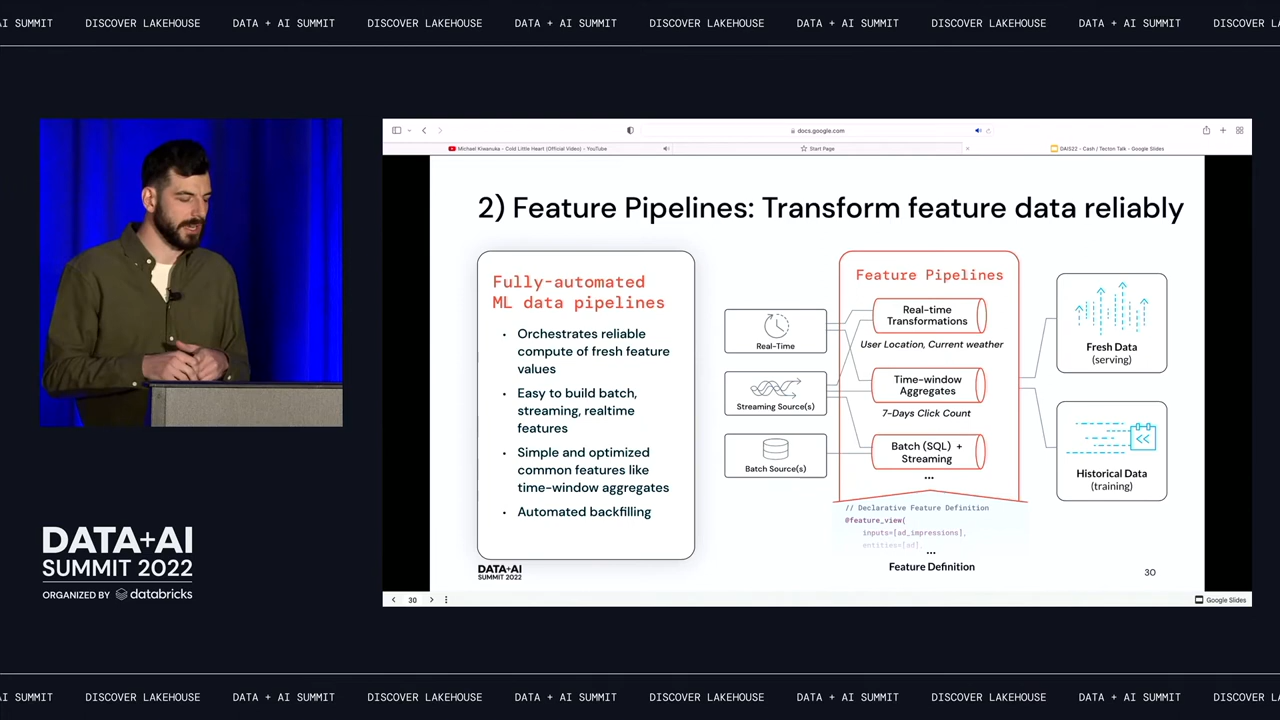 AI SUMMIT DISCOVER LAKEHOUSE DATA + AI SUMMIT DISCOVER LAKEHOUSE DATA + AI SUMMIT DISCOVER LAKEHOUSE DATA + AI SUMMIT DISCOVER LAKEHOUSE DATA + AI SUMMIT DISCOVER
docs.google.com
Michael Kiwanuka - Cold Little Heart (Official Video) - YouTube
Start Page
DAIS22 - Cash / Tecton Talk - Google Slides
2) Feature Pipelines: Transform feature data reliably
Fully-automated
ML data pipelines
• Orchestrates reliable
compute of fresh feature
values
• Easy to build batch,
streaming, realtime
features
• Simple and optimized
common features like
time-window aggregates
• Automated backfilling
Real-Time
Streaming Source(s)
Batch Source(s)
Feature Pipelines
Real-time
Transformations
User Location, Current weather
Time-window
Aggregates
7-Days Click Count
Batch (SQL) +
Streaming
...
// Declarative Feature Definition
@feature_view(
inputs=[ad_impressions],
entities=[ad],
...
Feature Definition
Fresh Data
(serving)
Historical Data
(training)
DATA+AI
SUMMIT 2022
30
30
Google Slides
DATA+AI
SUMMIT 2022
ORGANIZED BY databricks
AI SUMMIT DISCOVER LAKEHOUSE DATA + AI SUMMIT DISCOVER LAKEHOUSE DATA + AI SUMMIT DISCOVER LAKEHOUSE DATA + AI SUMMIT DISCOVER LAKEHOUSE DATA + AI SUMMIT DISCOVER